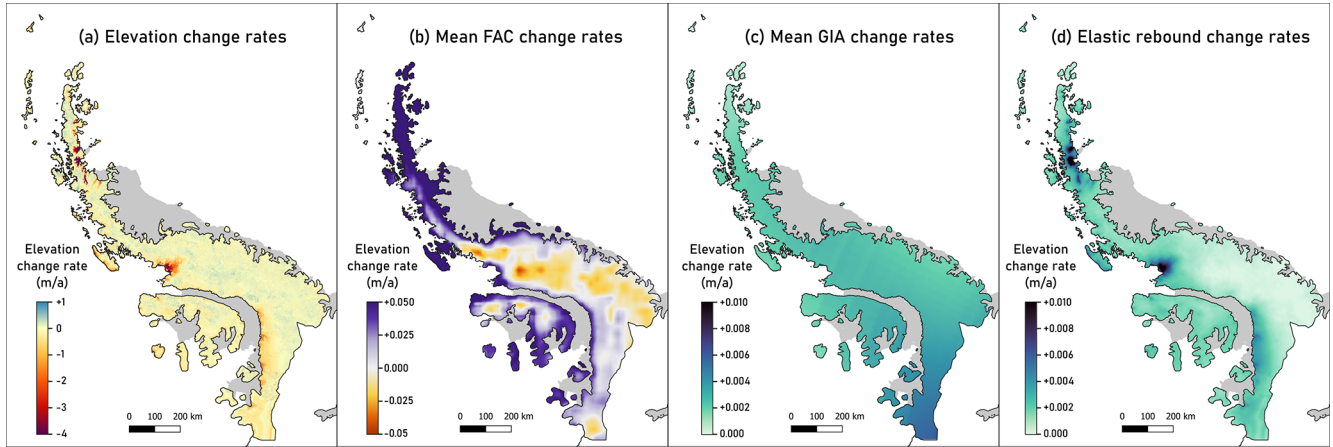 (a) Elevation change rates
Elevation
change rate
(m/a)
+1
0
-1
-2
-3
-4
0 100 200 km
(b) Mean FAC change rates
Elevation
change rate
(m/a)
+0.050
+0.025
0.000
-0.025
-0.05
0 100 200 km
(c) Mean GIA change rates
Elevation
change rate
(m/a)
+0.010
+0.008
+0.006
+0.004
+0.002
0.000
0 100 200 km
(d) Elastic rebound change rates
Elevation
change rate
(m/a)
+0.010
+0.008
+0.006
+0.004
+0.002
0.000
0 100 200 km